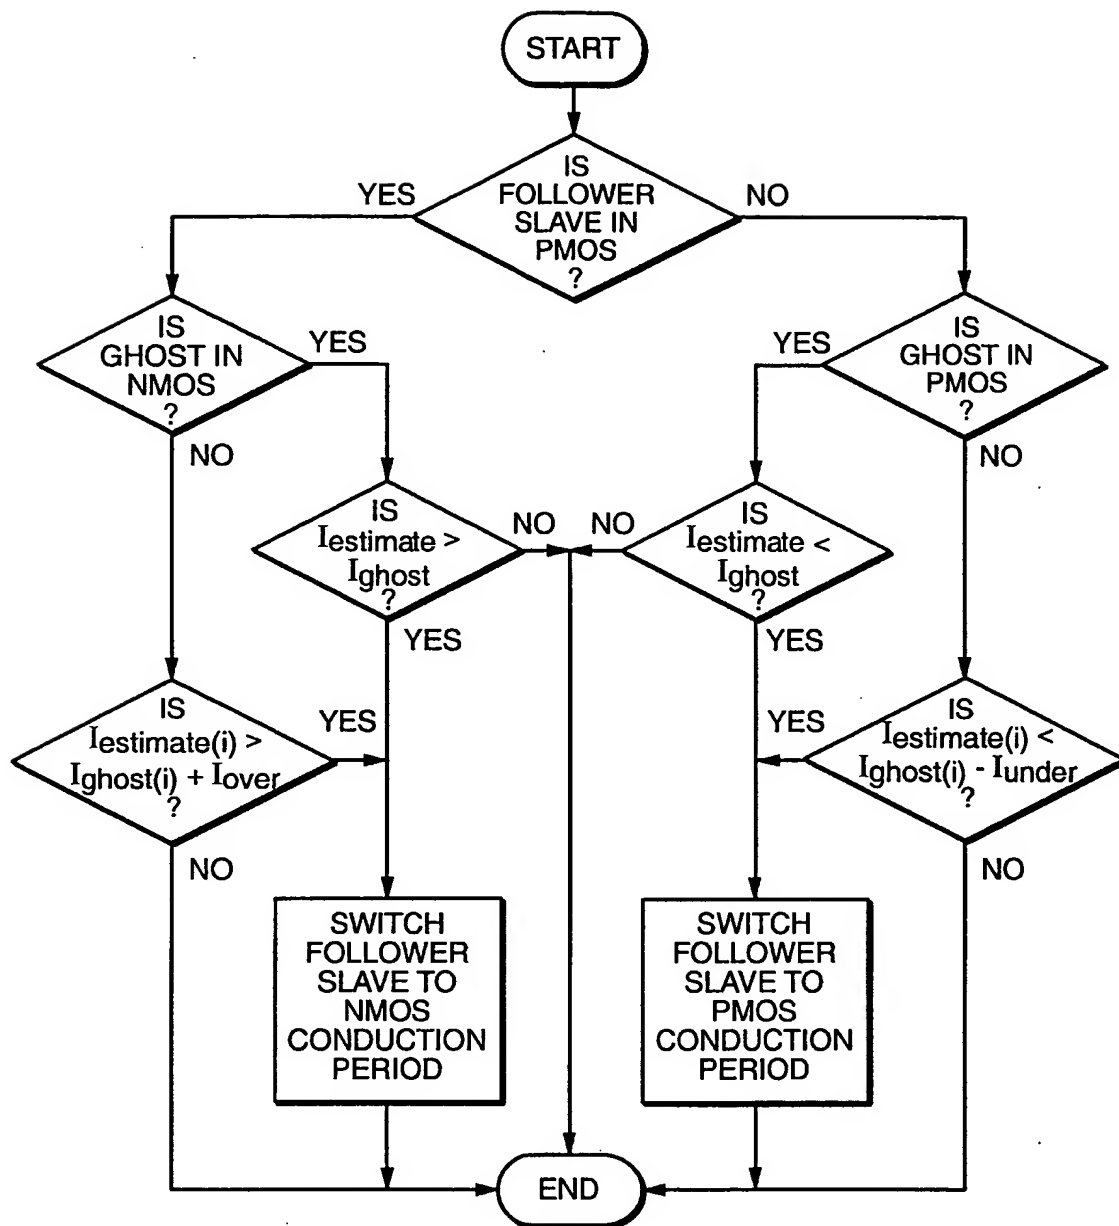 START
IS
FOLLOWER
SLAVE IN
PMOS
?
YES
NO
IS
GHOST IN
NMOS
?
YES
NO
YES
IS
GHOST IN
PMOS
?
NO
IS
Iestimate >
Ighost
?
NO
YES
NO
IS
Iestimate <
Ighost
?
YES
IS
Iestimate(i) >
Ighost(i) + Iover
?
YES
NO
YES
IS
Iestimate(i) <
Ighost(i) - Iunder
?
NO
SWITCH
FOLLOWER
SLAVE TO
NMOS
CONDUCTION
PERIOD
SWITCH
FOLLOWER
SLAVE TO
PMOS
CONDUCTION
PERIOD
END